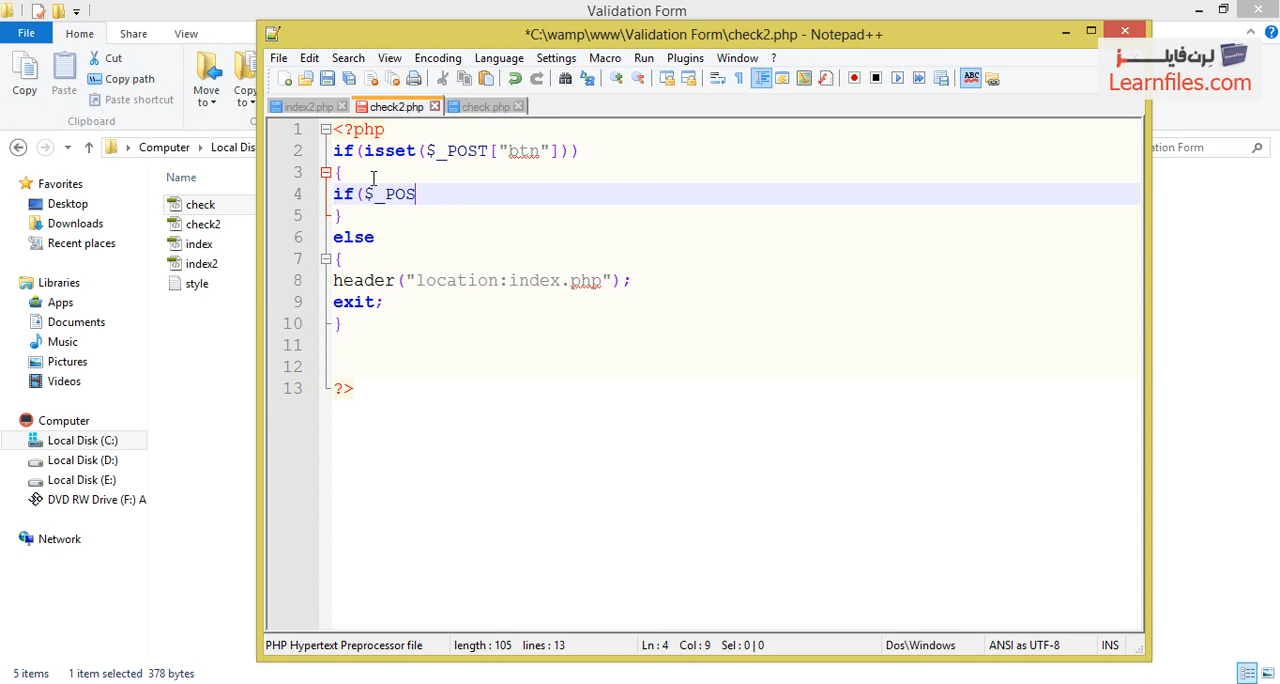 Validation Form
File Home Share View
Copy
Paste
Cut
Copy path
Paste shortcut
Clipboard
Move
to
Copy
to
Computer
Local Dis
tion Form
*C:\wamp\www\Validation Form\check2.php - Notepad++
File Edit Search View Encoding Language Settings Macro Run Plugins Window ?
لرن فایلز
Learnfiles.com
index2.php check2.php check.php
Favorites
Desktop
Downloads
Recent places
Libraries
Apps
Documents
Music
Pictures
Videos
Computer
Local Disk (C:)
Local Disk (D:)
Local Disk (E:)
DVD RW Drive (F:) A
Network
Name
check
check2
index
index2
style
1 <?php
2 if(isset($_POST["btn"]))
3 {
4 if($_POS
5 }
6 else
7 {
8 header("location:index.php");
9 exit;
10 }
11
12
13 ?>
PHP Hypertext Preprocessor file length : 105 lines : 13 Ln : 4 Col : 9 Sel : 0 | 0 Dos\Windows ANSI as UTF-8 INS
5 items 1 item selected 378 bytes